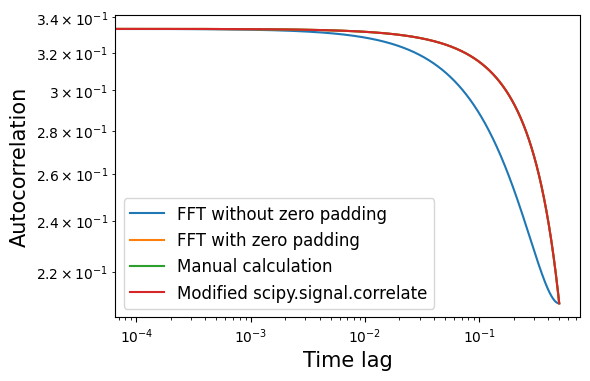 3.4 × 10⁻¹
3.2 × 10⁻¹
3 × 10⁻¹
2.8 × 10⁻¹
2.6 × 10⁻¹
2.4 × 10⁻¹
2.2 × 10⁻¹
Autocorrelation
FFT without zero padding
FFT with zero padding
Manual calculation
Modified scipy.signal.correlate
10⁻⁴ 10⁻³ 10⁻² 10⁻¹
Time lag